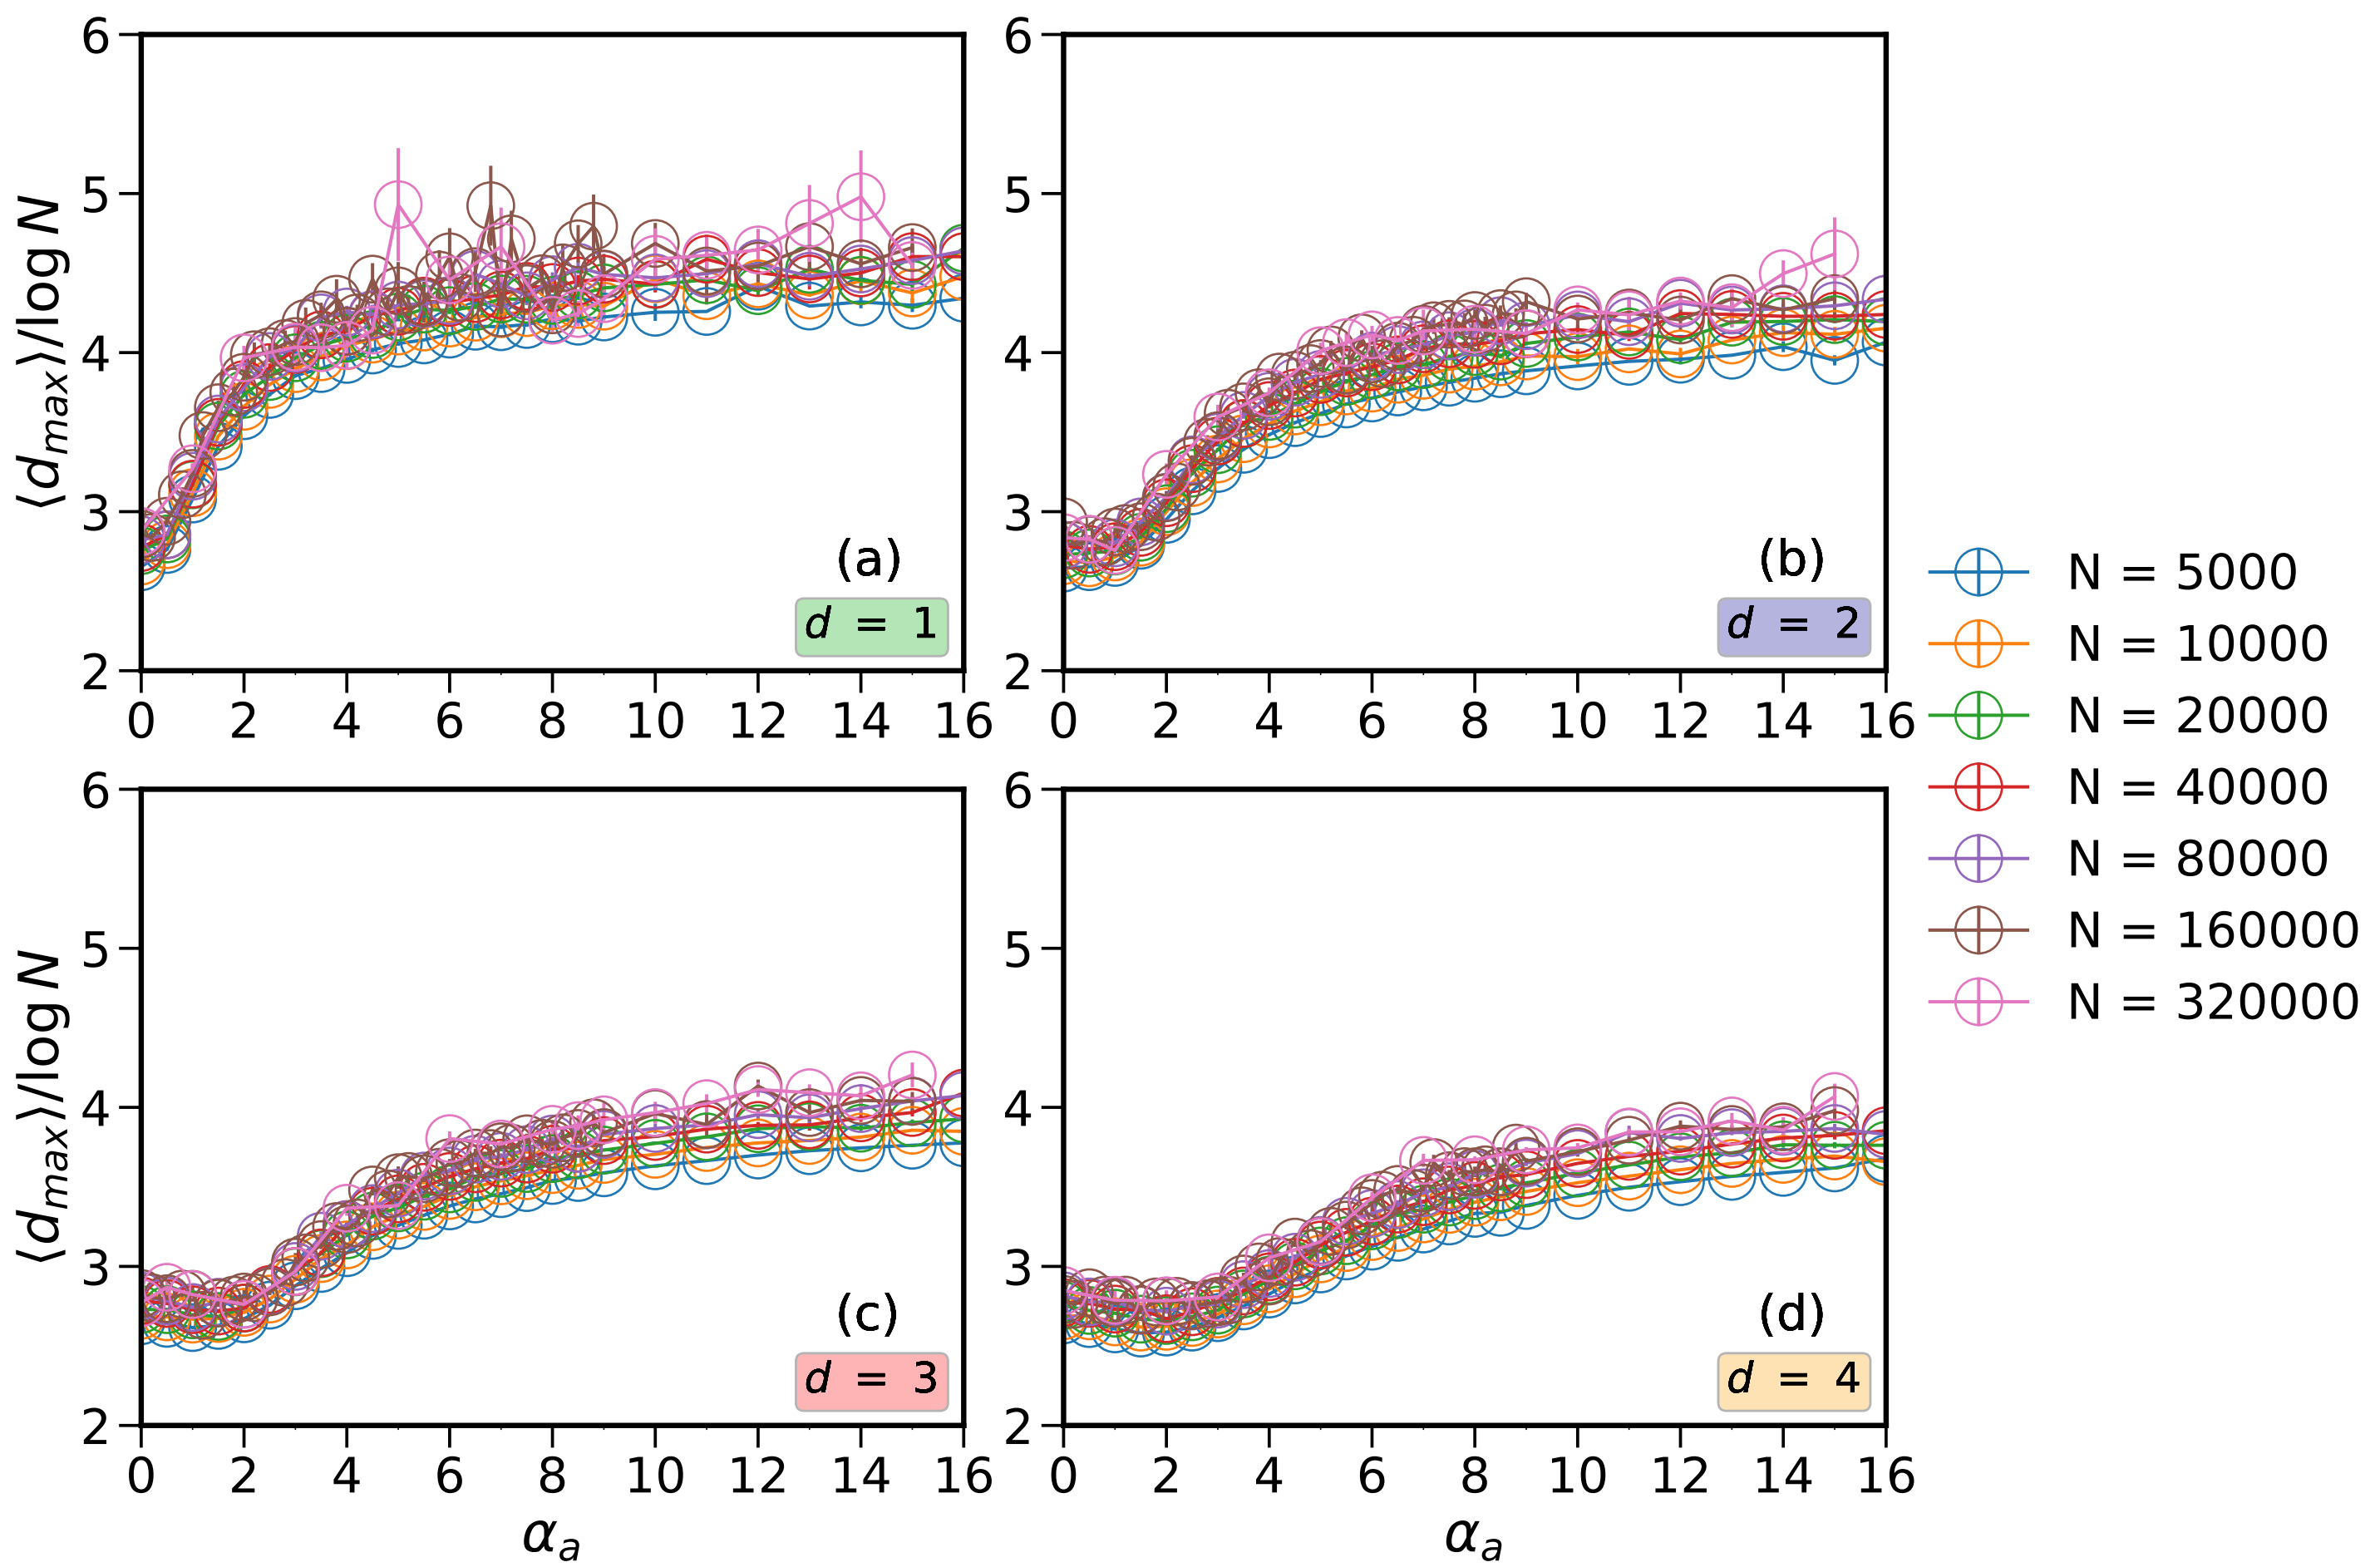 6
5
4
3
2
⟨d_max⟩/log N
0 2 4 6 8 10 12 14 16
(a)
d = 1
6
5
4
3
2
0 2 4 6 8 10 12 14 16
(b)
d = 2
6
5
4
3
2
⟨d_max⟩/log N
0 2 4 6 8 10 12 14 16
α_a
(c)
d = 3
6
5
4
3
2
0 2 4 6 8 10 12 14 16
α_a
(d)
d = 4
N = 5000
N = 10000
N = 20000
N = 40000
N = 80000
N = 160000
N = 320000